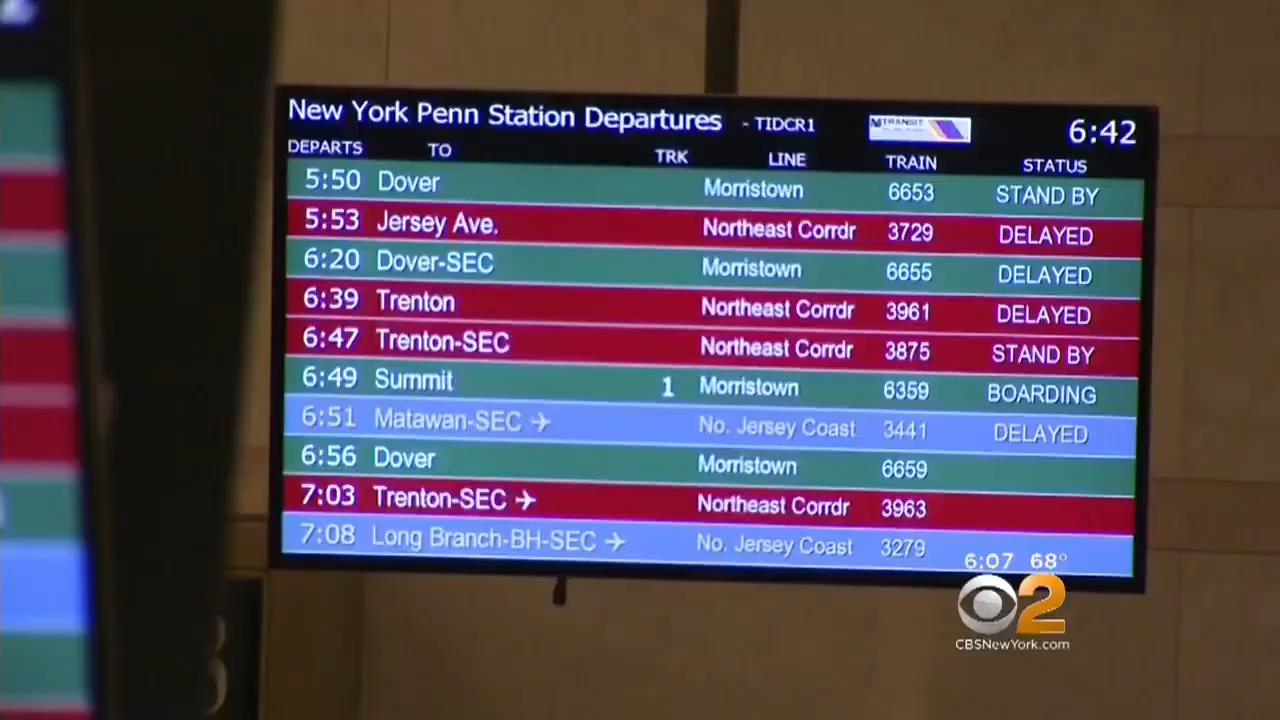 New York Penn Station Departures - TIDCR1 NJ TRANSIT 6:42
DEPARTS TO TRK LINE TRAIN STATUS
5:50 Dover Morristown 6653 STAND BY
5:53 Jersey Ave. Northeast Corrdr 3729 DELAYED
6:20 Dover-SEC Morristown 6655 DELAYED
6:39 Trenton Northeast Corrdr 3961 DELAYED
6:47 Trenton-SEC Northeast Corrdr 3875 STAND BY
6:49 Summit 1 Morristown 6359 BOARDING
6:51 Matawan-SEC ✈ No. Jersey Coast 3441 DELAYED
6:56 Dover Morristown 6659
7:03 Trenton-SEC ✈ Northeast Corrdr 3963
7:08 Long Branch-BH-SEC ✈ No. Jersey Coast 3279
6:07 68°
2
CBSNewYork.com